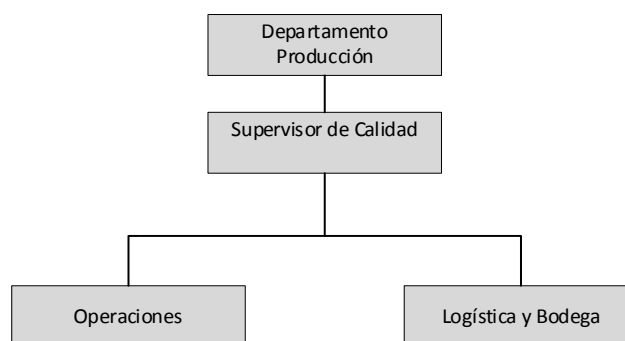 Departamento
Producción
Supervisor de Calidad
Operaciones
Logística y Bodega